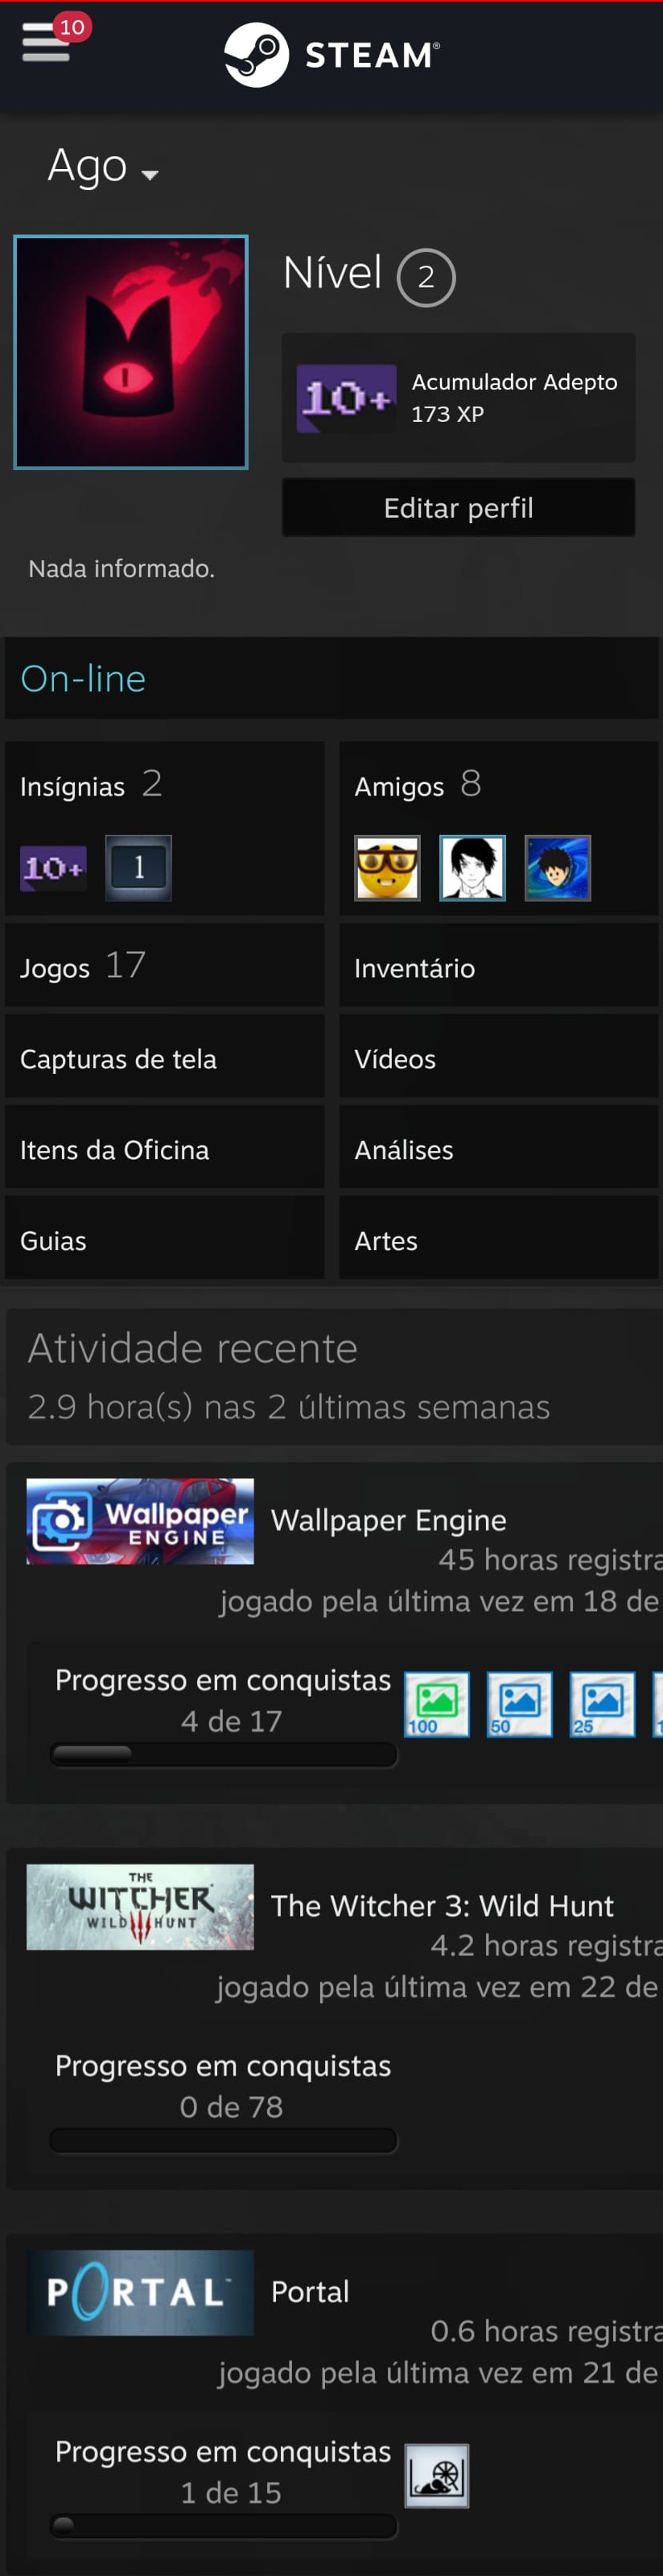 10
STEAM®
Ago
Nível 2
10+
Acumulador Adepto
173 XP
Editar perfil
Nada informado.
On-line
Insígnias 2
Amigos 8
10+ 1
Jogos 17
Inventário
Capturas de tela
Vídeos
Itens da Oficina
Análises
Guias
Artes
Atividade recente
2.9 hora(s) nas 2 últimas semanas
Wallpaper
ENGINE
Wallpaper Engine
45 horas registra
jogado pela última vez em 18 de
Progresso em conquistas
4 de 17
100 50 25 1
THE
WITCHER
WILD HUNT
The Witcher 3: Wild Hunt
4.2 horas registra
jogado pela última vez em 22 de
Progresso em conquistas
0 de 78
PORTAL™
Portal
0.6 horas registra
jogado pela última vez em 21 de
Progresso em conquistas
1 de 15